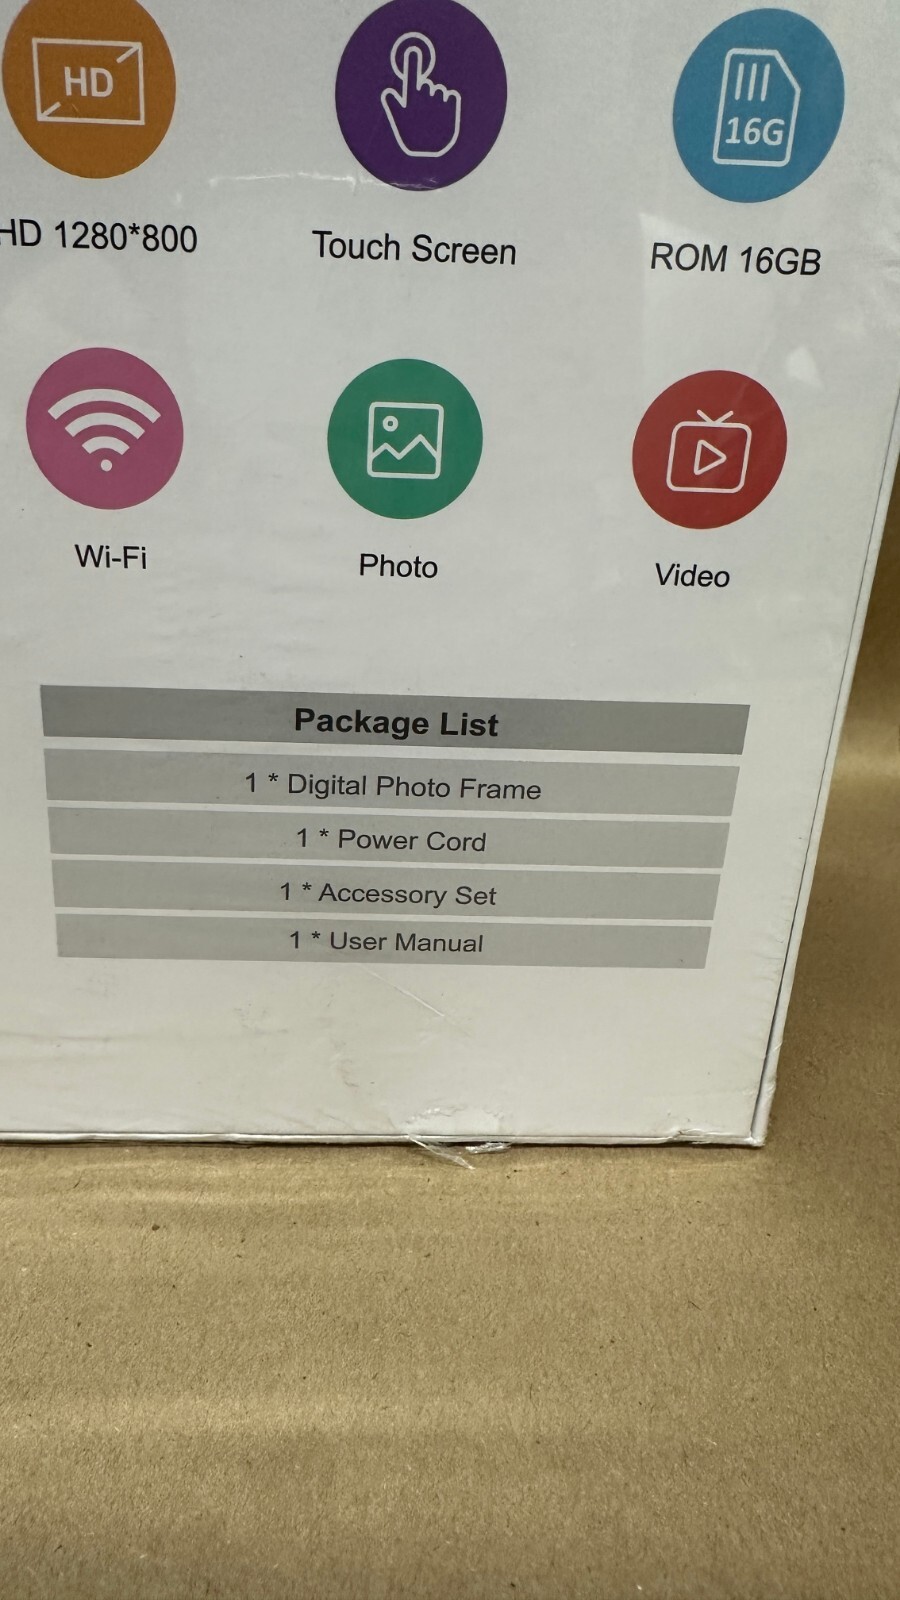 HD
16G
HD 1280*800
Touch Screen
ROM 16GB
Wi-Fi
Photo
Video
Package List
1 * Digital Photo Frame
1 * Power Cord
1 * Accessory Set
1 * User Manual